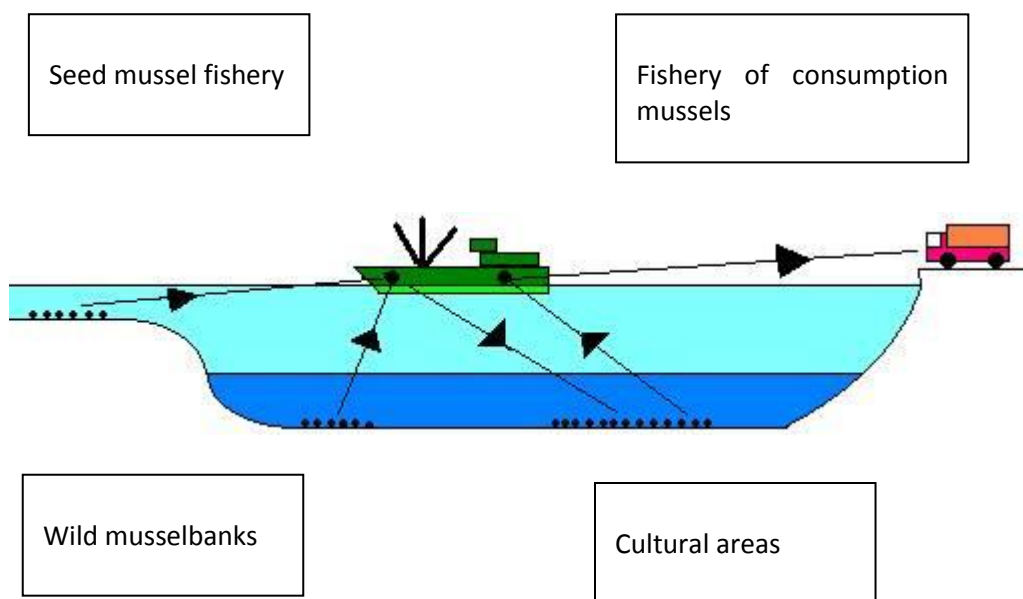 Seed mussel fishery
Fishery of consumption
mussels
Wild musselbanks
Cultural areas